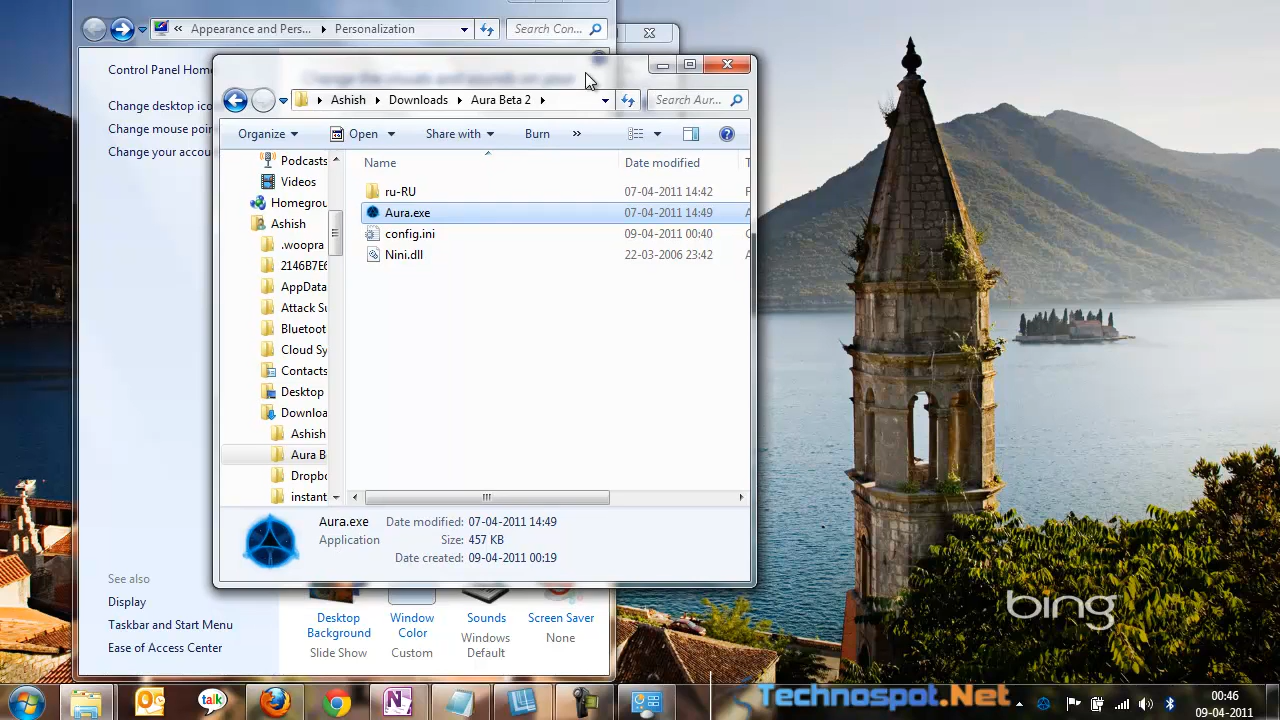 « Appearance and Pers... Personalization Search Con...
Control Panel Home
Change desktop ico
Change mouse poin
Change your accou
Ashish Downloads Aura Beta 2 Search Aur...
Organize Open Share with Burn »
Name Date modified
Podcasts
Videos
Homegrou
Ashish
.woopra
2146B7E6
AppData
Attack Su
Bluetoot
Cloud Sy
Contacts
Desktop
Downloa
Ashish
Aura B
Dropbo
instant
ru-RU 07-04-2011 14:42
Aura.exe 07-04-2011 14:49
config.ini 09-04-2011 00:40
Nini.dll 22-03-2006 23:42
Aura.exe Date modified: 07-04-2011 14:49
Application Size: 457 KB
Date created: 09-04-2011 00:19
See also
Display
Taskbar and Start Menu
Ease of Access Center
Desktop Background
Slide Show
Window Color
Custom
Sounds
Windows Default
Screen Saver
None
bing
talk
Technospot.Net
00:46
09-04-2011